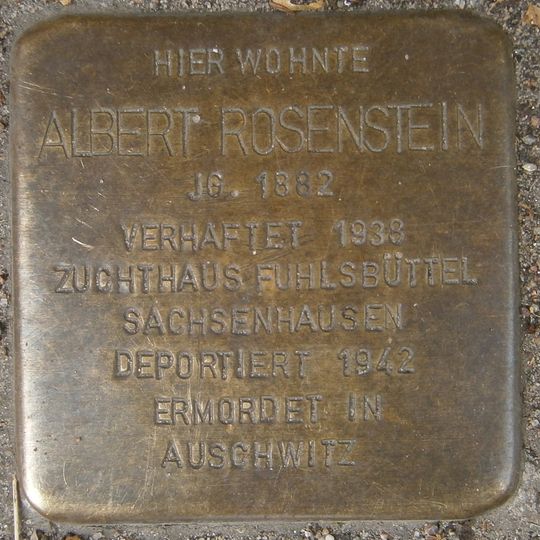 HIER WOHNTE
ALBERT ROSENSTEIN
JG. 1882
VERHAFTET 1938
ZUCHTHAUS FUHLSBÜTTEL
SACHSENHAUSEN
DEPORTIERT 1942
ERMORDET IN
AUSCHWITZ